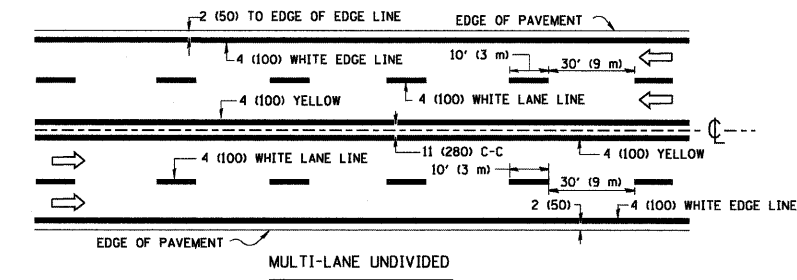 2 (50) TO EDGE OF EDGE LINE
EDGE OF PAVEMENT
4 (100) WHITE EDGE LINE
10' (3 m)
30' (9 m)
4 (100) YELLOW
4 (100) WHITE LANE LINE
℄
4 (100) WHITE LANE LINE
11 (280) C-C
4 (100) YELLOW
10' (3 m)
30' (9 m)
2 (50)
4 (100) WHITE EDGE LINE
EDGE OF PAVEMENT
MULTI-LANE UNDIVIDED